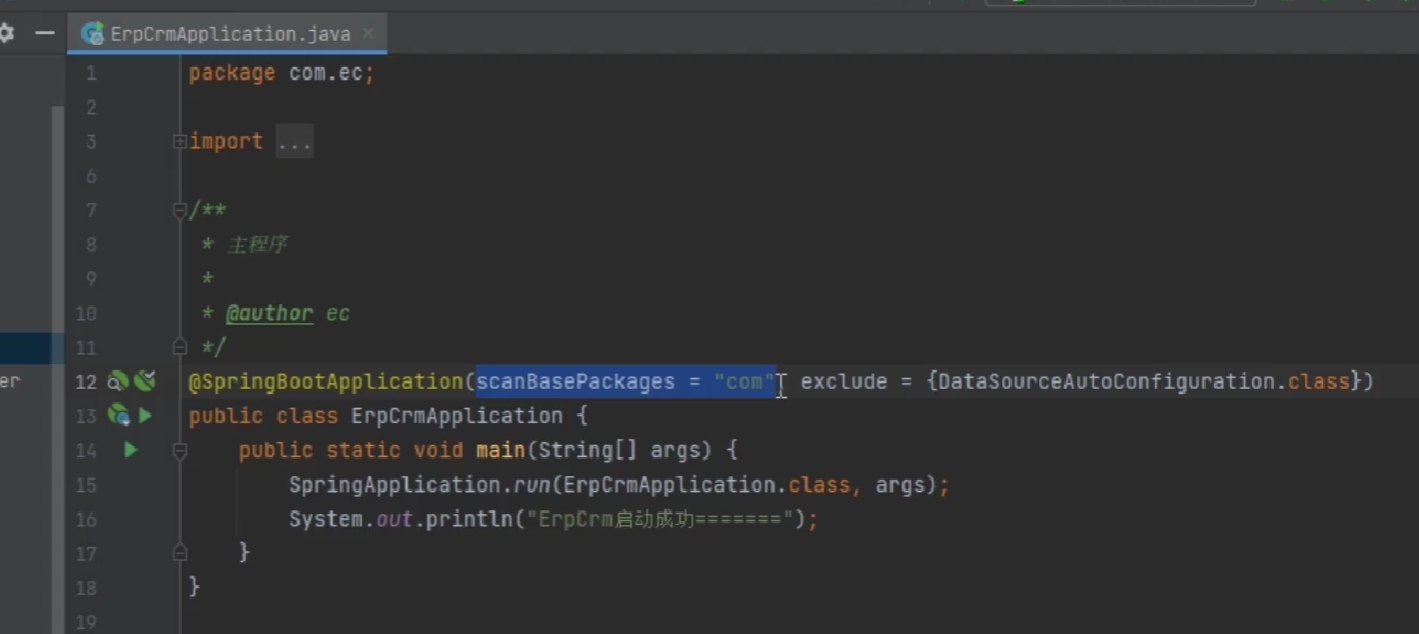 ErpCrmApplication.java
1 package com.ec;
2
3 import ...
6
7 /**
8 * 主程序
9 *
10 * @author ec
11 */
er
12 @SpringBootApplication(scanBasePackages = "com", exclude = {DataSourceAutoConfiguration.class})
13 public class ErpCrmApplication {
14 public static void main(String[] args) {
15 SpringApplication.run(ErpCrmApplication.class, args);
16 System.out.println("ErpCrm启动成功=======");
17 }
18 }
19